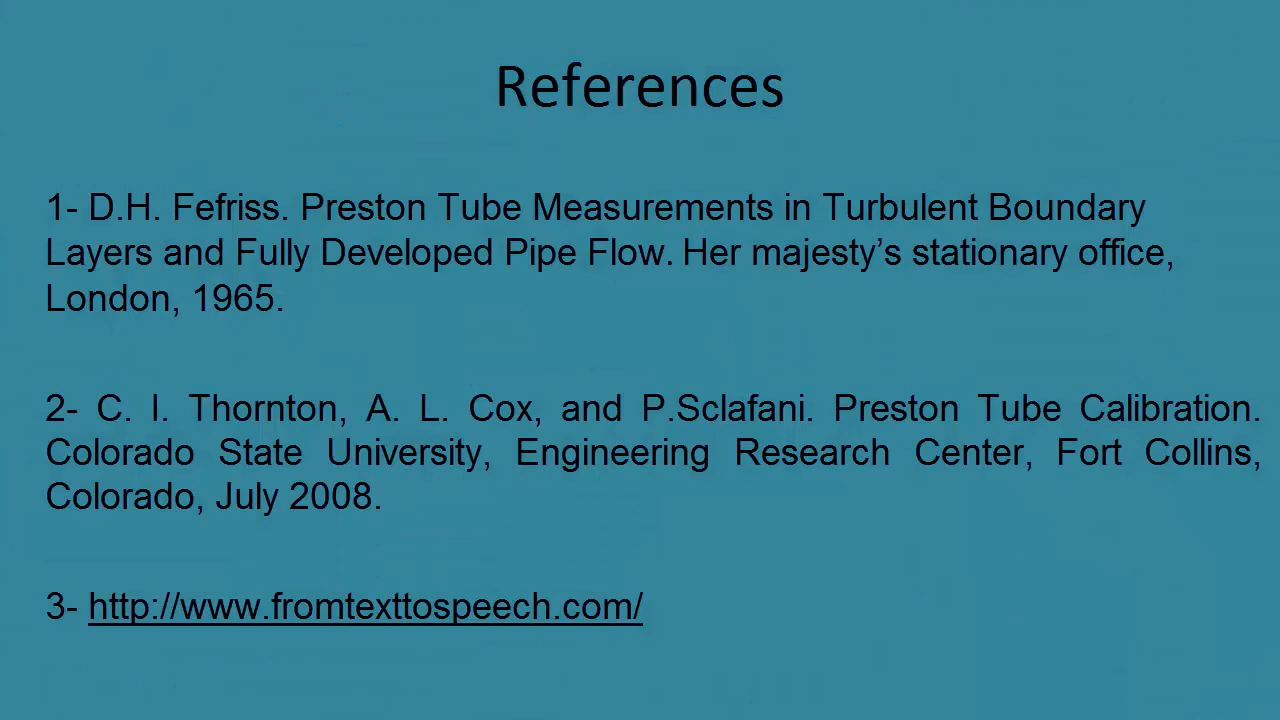 References
1- D.H. Fefriss. Preston Tube Measurements in Turbulent Boundary
Layers and Fully Developed Pipe Flow. Her majesty’s stationary office,
London, 1965.
2- C. I. Thornton, A. L. Cox, and P.Sclafani. Preston Tube Calibration.
Colorado State University, Engineering Research Center, Fort Collins,
Colorado, July 2008.
3- http://www.fromtexttospeech.com/